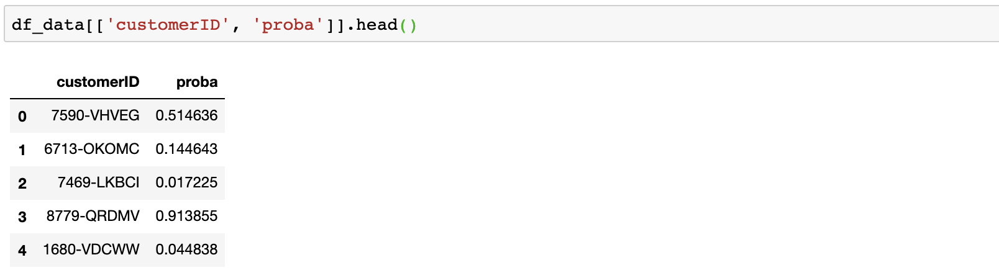 df_data[['customerID', 'proba']].head()
customerID proba
0 7590-VHVEG 0.514636
1 6713-OKOMC 0.144643
2 7469-LKBCI 0.017225
3 8779-QRDMV 0.913855
4 1680-VDCWW 0.044838